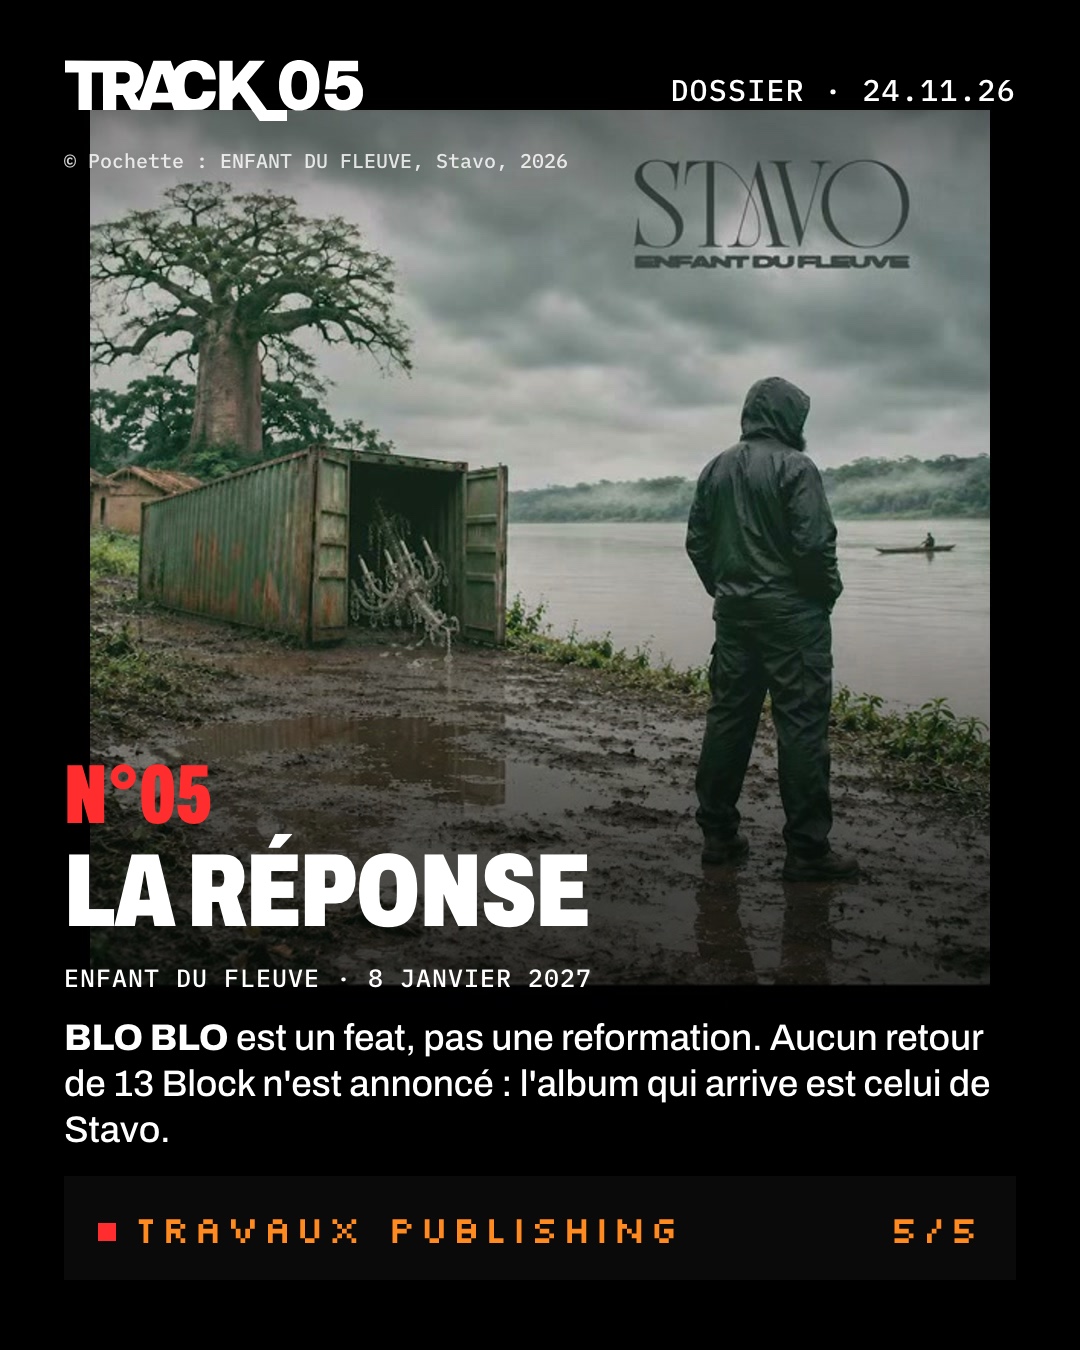 TRACK_05
DOSSIER · 24.11.26
© Pochette : ENFANT DU FLEUVE, Stavo, 2026
STAVO
ENFANT DU FLEUVE
N°05
LA RÉPONSE
ENFANT DU FLEUVE · 8 JANVIER 2027
BLO BLO est un feat, pas une reformation. Aucun retour
de 13 Block n'est annoncé : l'album qui arrive est celui de
Stavo.
TRAVAUX PUBLISHING
5/5